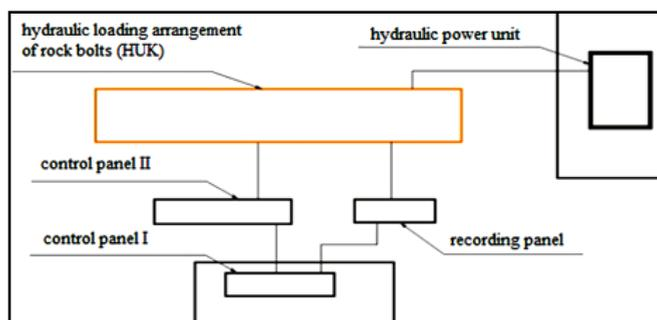 hydraulic loading arrangement
of rock bolts (HUK)
hydraulic power unit
control panel II
control panel I
recording panel